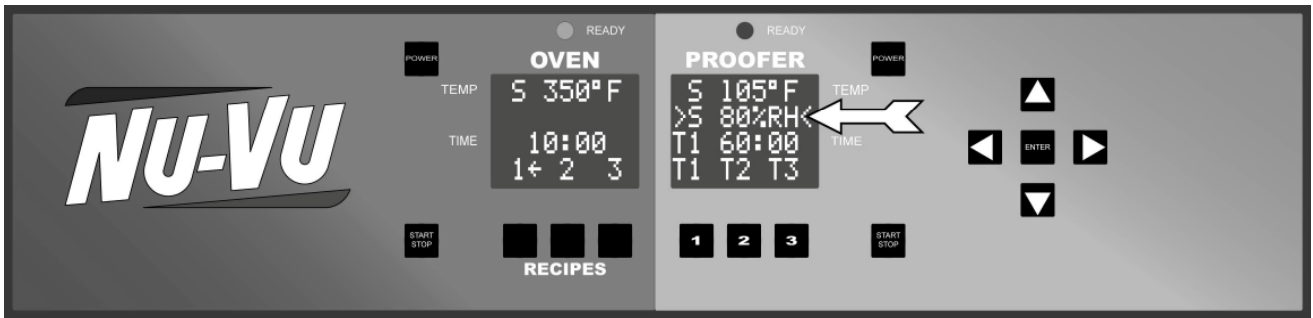 NU-VU
POWER
START
STOP
READY
OVEN
TEMP
S 350°F
TIME
10:00
1← 2 3
RECIPES
READY
PROOFER
S 105°F
>S 80%RH<
T1 60:00
T1 T2 T3
TEMP
TIME
1 2 3
POWER
START
STOP
ENTER